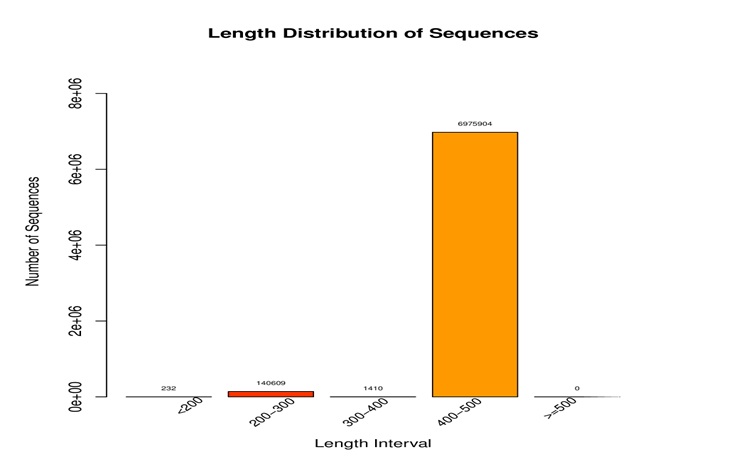 Length Distribution of Sequences
Number of Sequences
8e+06
6e+06
4e+06
2e+06
0e+00
232
140609
1410
6975904
0
<200
200−300
300−400
400−500
>=500
Length Interval